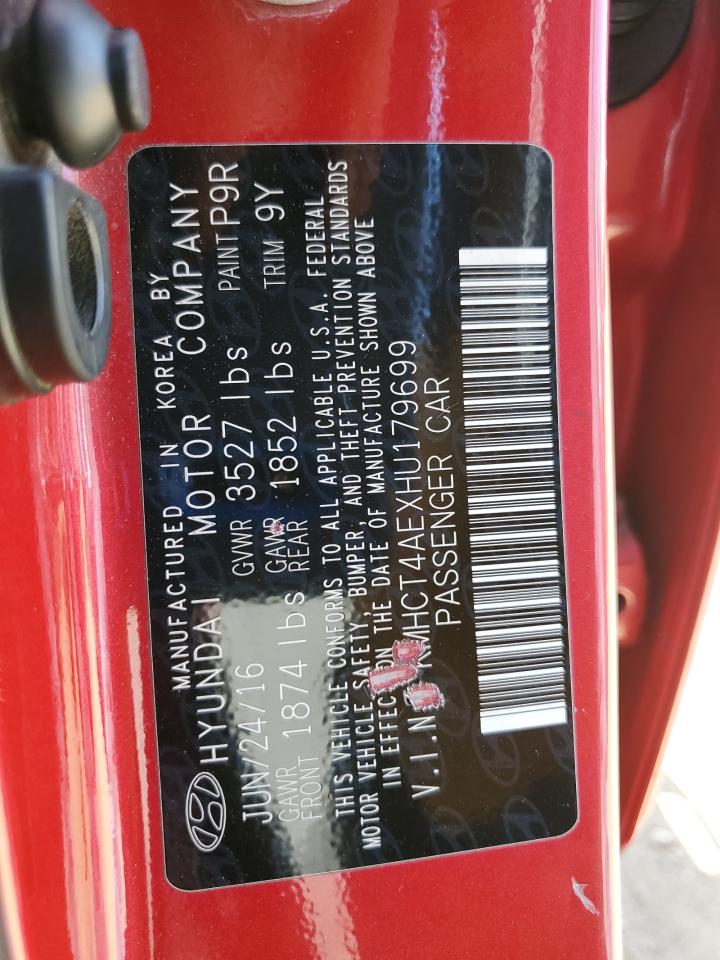 MANUFACTURED IN KOREA BY
HYUNDAI MOTOR COMPANY
JUN/24/16 GVWR 3527 lbs PAINT P9R
GAWR FRONT 1874 lbs GAWR REAR 1852 lbs TRIM 9Y
THIS VEHICLE CONFORMS TO ALL APPLICABLE U.S.A. FEDERAL
MOTOR VEHICLE SAFETY, BUMPER, AND THEFT PREVENTION STANDARDS
IN EFFECT ON THE DATE OF MANUFACTURE SHOWN ABOVE
V.I.N KMHCT4AEXHU179699
PASSENGER CAR